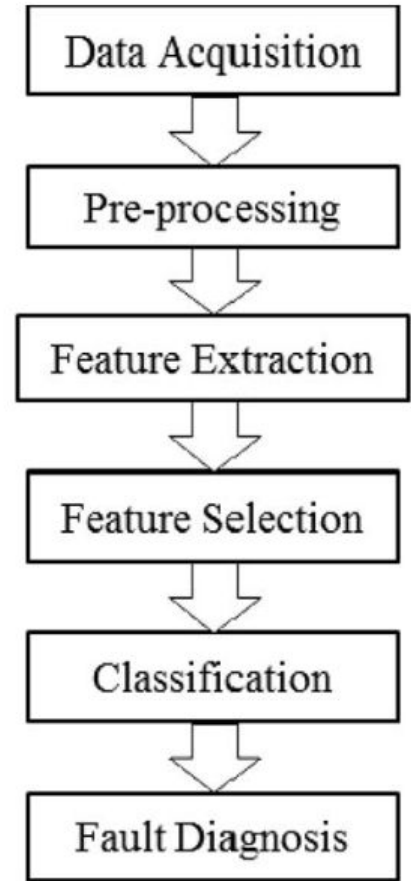 Data Acquisition
Pre-processing
Feature Extraction
Feature Selection
Classification
Fault Diagnosis